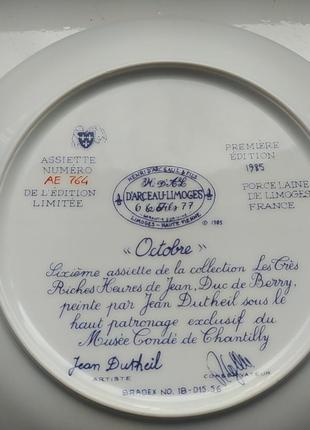 ASSIETTE
NUMÉRO
AE 764
DE L'ÉDITION
LIMITÉE
HENRI D'ARCEAU & FILS
D'ARCEAU-LIMOGES
LIMOGES - HAUTE VIENNE
© 1985
PREMIÈRE
ÉDITION
1985
PORCELAINE
DE LIMOGES
FRANCE
" Octobre "
Sixième assiette de la collection Les Très
Riches Heures de Jean, Duc de Berry,
peinte par Jean Dutheil sous le
haut patronage exclusif du
Musée Condé de Chantilly
Jean Dutheil
ARTISTE
CONSERVATEUR
BRADEX NO. 18-D15-3.6